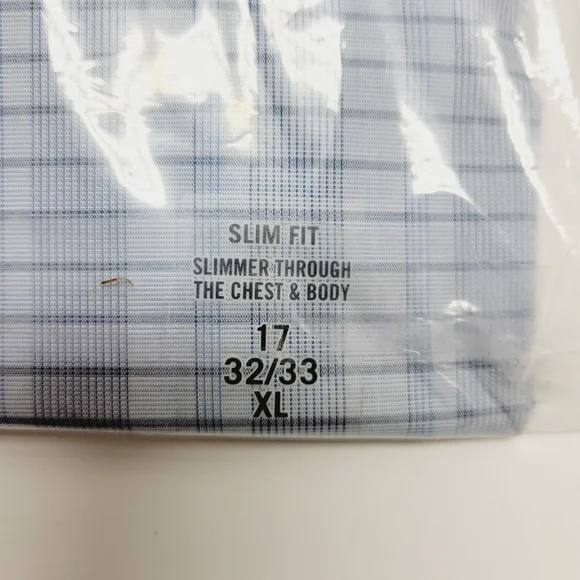 SLIM FIT
SLIMMER THROUGH
THE CHEST & BODY
17
32/33
XL